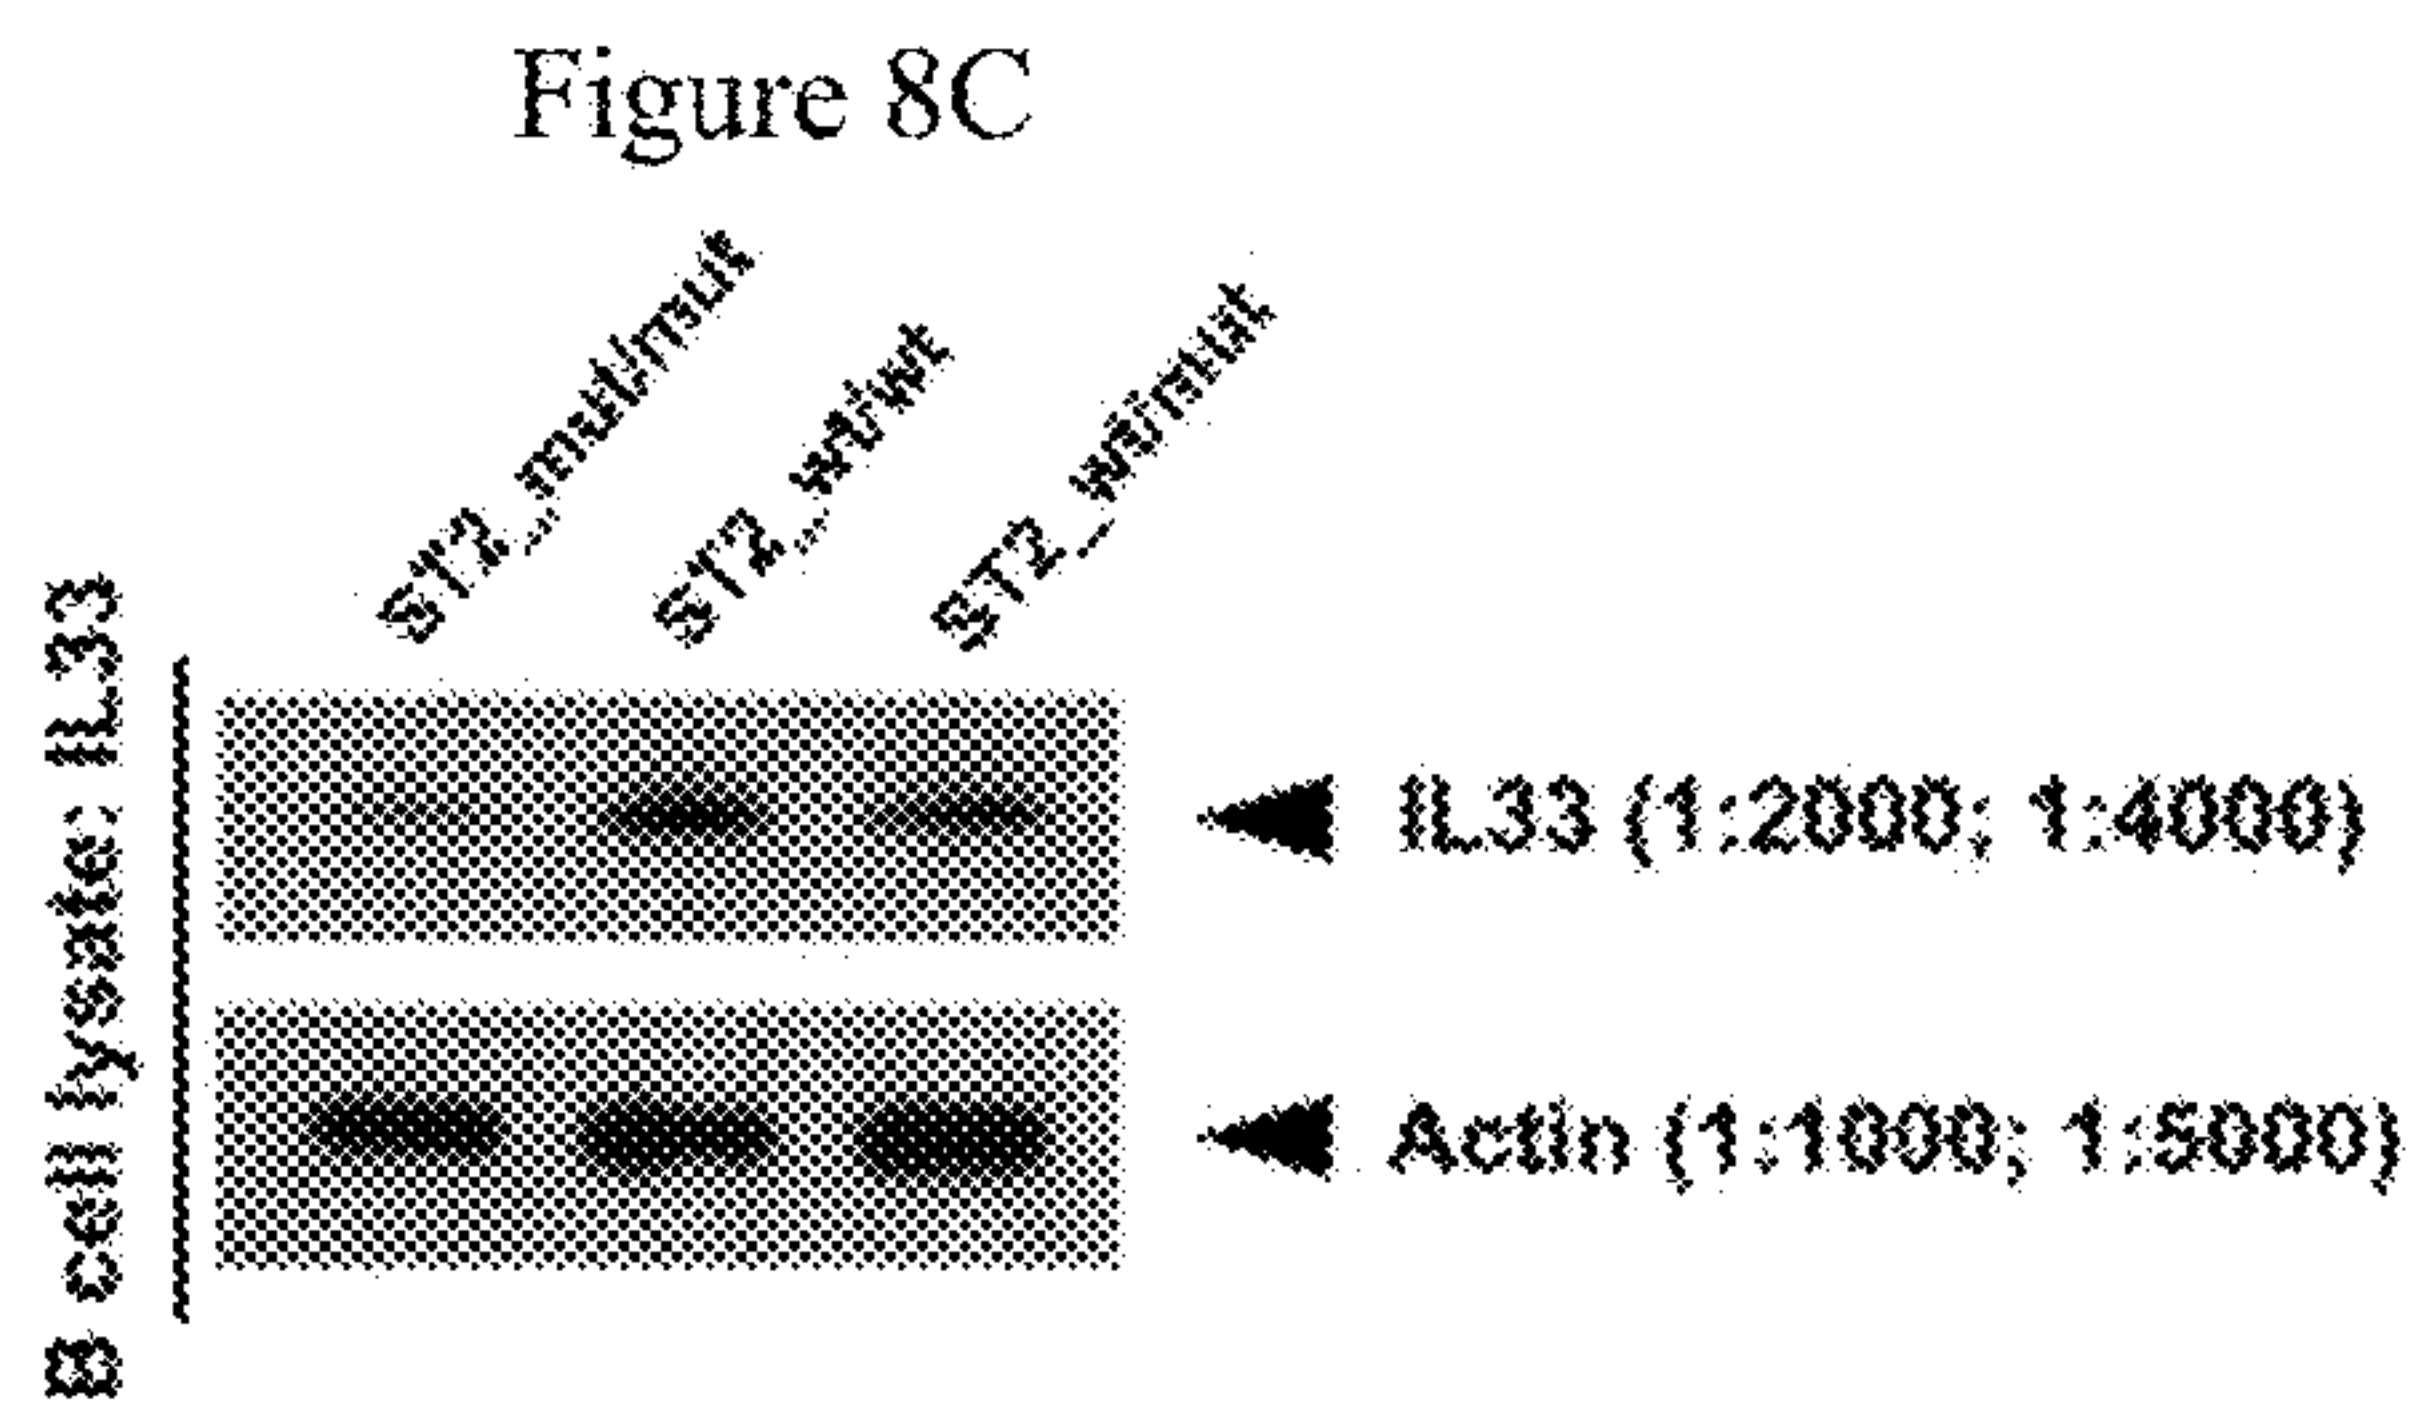 Figure 8C
ST2_mut/mut
ST2_wt/wt
ST2_wt/mut
B cell lysate: IL33
IL33 (1:2000; 1:4000)
Actin (1:1000; 1:5000)